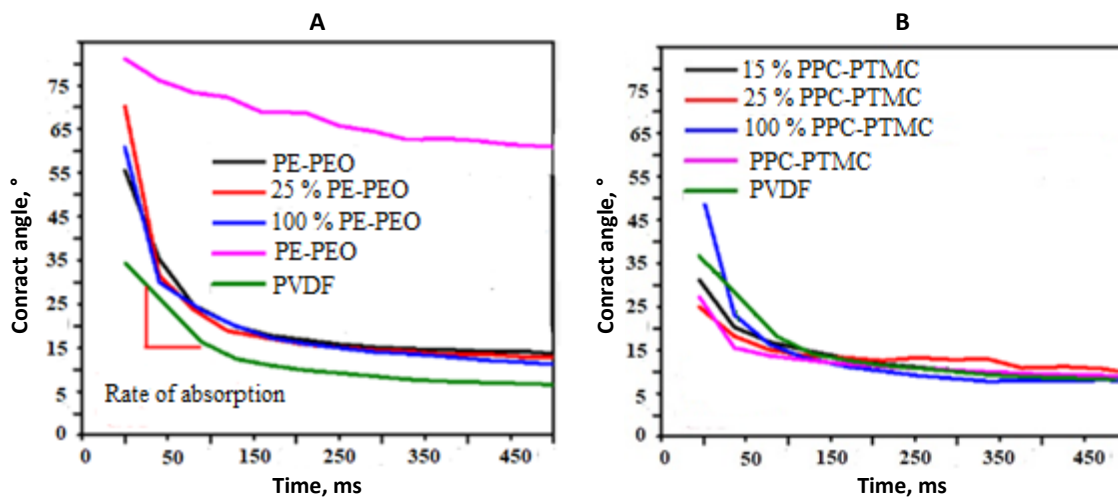 A
Conract angle, °
75
65
55
45
35
25
15
5
0
PE-PEO
25 % PE-PEO
100 % PE-PEO
PE-PEO
PVDF
Rate of absorption
0 50 150 250 350 450
Time, ms
B
Conract angle, °
75
65
55
45
35
25
15
5
0
15 % PPC-PTMC
25 % PPC-PTMC
100 % PPC-PTMC
PPC-PTMC
PVDF
0 50 150 250 350 450
Time, ms